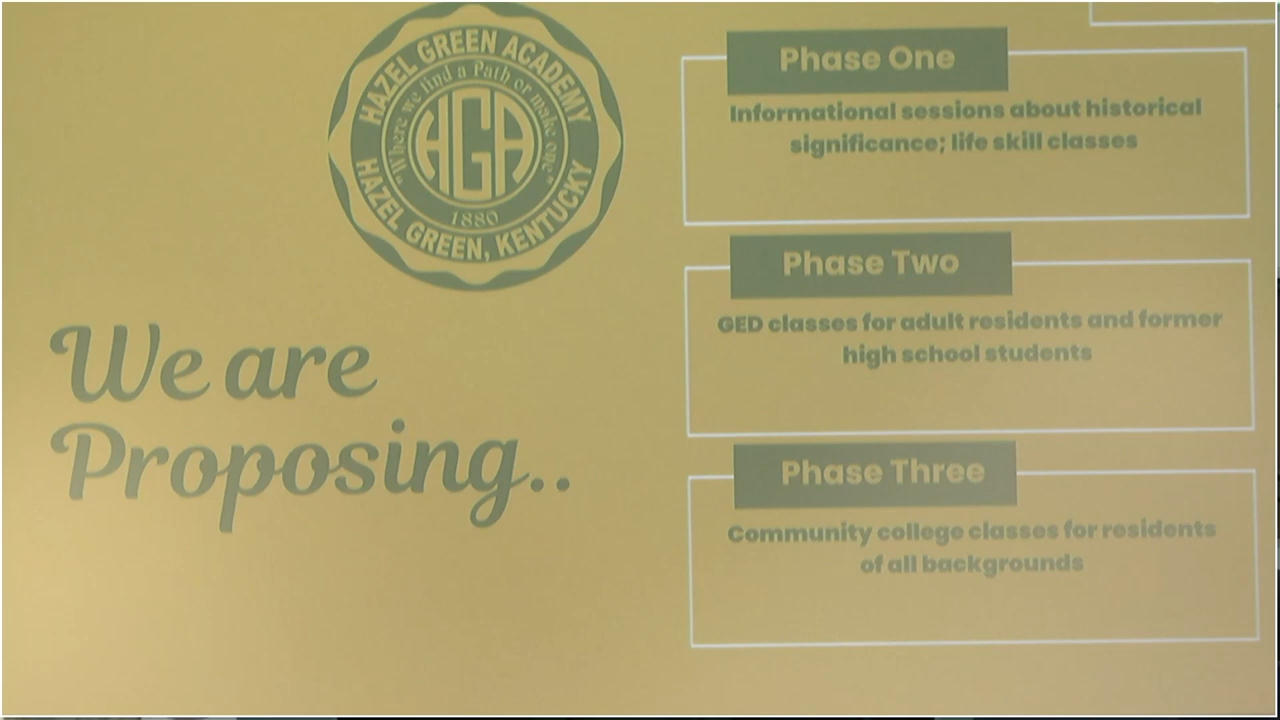 HAZEL GREEN ACADEMY
"Where we find a Path or make one"
HGA
1880
HAZEL GREEN, KENTUCKY
We are
Proposing..
Phase One
Informational sessions about historical
significance; life skill classes
Phase Two
GED classes for adult residents and former
high school students
Phase Three
Community college classes for residents
of all backgrounds